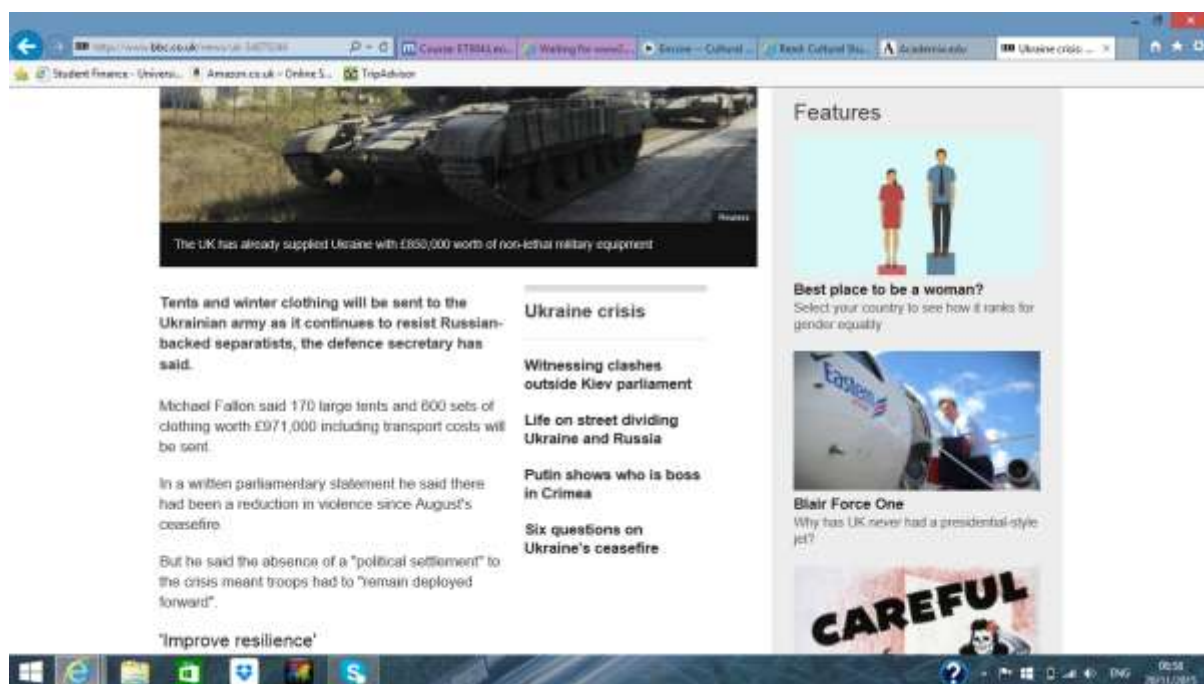 bbc.co.uk
Ukraine crisis
Student Finance - Univers...
Amazon.co.uk - Online S...
TripAdvisor
Reuters
The UK has already supplied Ukraine with £850,000 worth of non-lethal military equipment
Tents and winter clothing will be sent to the
Ukrainian army as it continues to resist Russian-
backed separatists, the defence secretary has
said.
Michael Fallon said 170 large tents and 600 sets of
clothing worth £971,000 including transport costs will
be sent.
In a written parliamentary statement he said there
had been a reduction in violence since August's
ceasefire
But he said the absence of a "political settlement" to
the crisis meant troops had to "remain deployed
forward".
'Improve resilience'
Ukraine crisis
Witnessing clashes
outside Kiev parliament
Life on street dividing
Ukraine and Russia
Putin shows who is boss
in Crimea
Six questions on
Ukraine's ceasefire
Features
Best place to be a woman?
Select your country to see how it ranks for
gender equality
Eastern
Blair Force One
Why has UK never had a presidential-style
jet?
CAREFUL
ENG